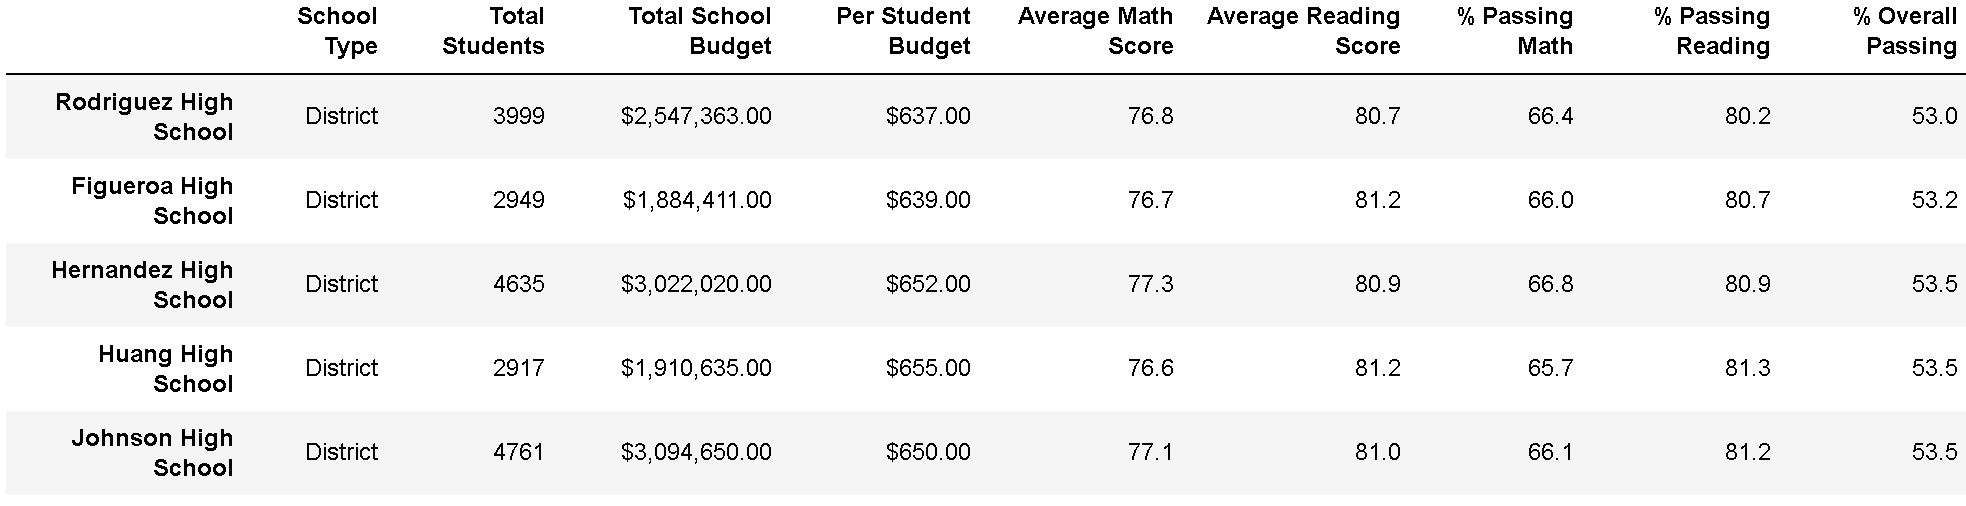 School Type Total Students Total School Budget Per Student Budget Average Math Score Average Reading Score % Passing Math % Passing Reading % Overall Passing
Rodriguez High School District 3999 $2,547,363.00 $637.00 76.8 80.7 66.4 80.2 53.0
Figueroa High School District 2949 $1,884,411.00 $639.00 76.7 81.2 66.0 80.7 53.2
Hernandez High School District 4635 $3,022,020.00 $652.00 77.3 80.9 66.8 80.9 53.5
Huang High School District 2917 $1,910,635.00 $655.00 76.6 81.2 65.7 81.3 53.5
Johnson High School District 4761 $3,094,650.00 $650.00 77.1 81.0 66.1 81.2 53.5